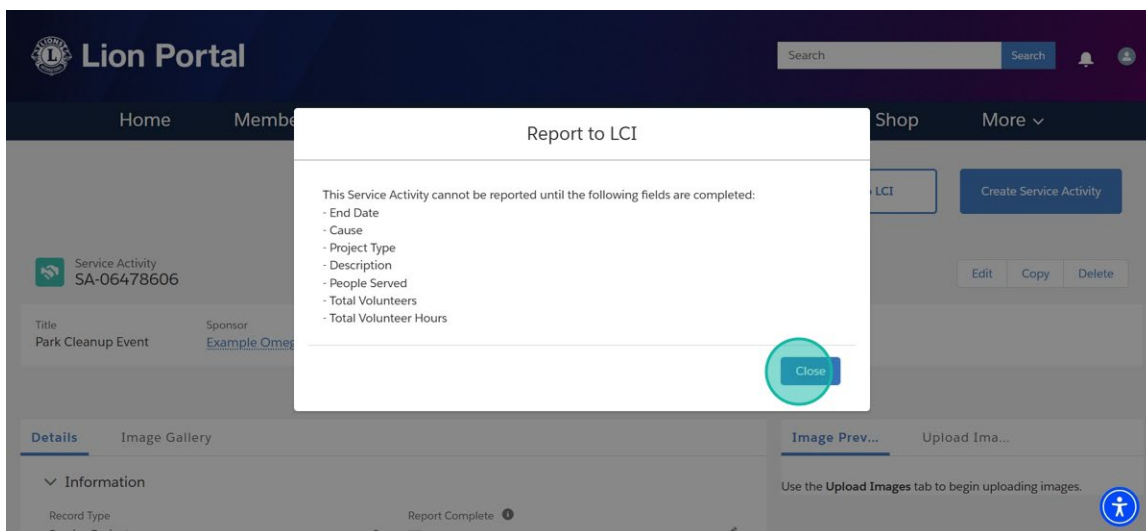 Lion Portal
Search
Search
Home
Membe
Shop
More
Report to LCI
This Service Activity cannot be reported until the following fields are completed:
- End Date
- Cause
- Project Type
- Description
- People Served
- Total Volunteers
- Total Volunteer Hours
Close
LCI
Create Service Activity
Service Activity
SA-06478606
Edit
Copy
Delete
Title
Park Cleanup Event
Sponsor
Example Omeg
Details
Image Gallery
Image Prev...
Upload Ima...
Information
Use the Upload Images tab to begin uploading images.
Record Type
Report Complete